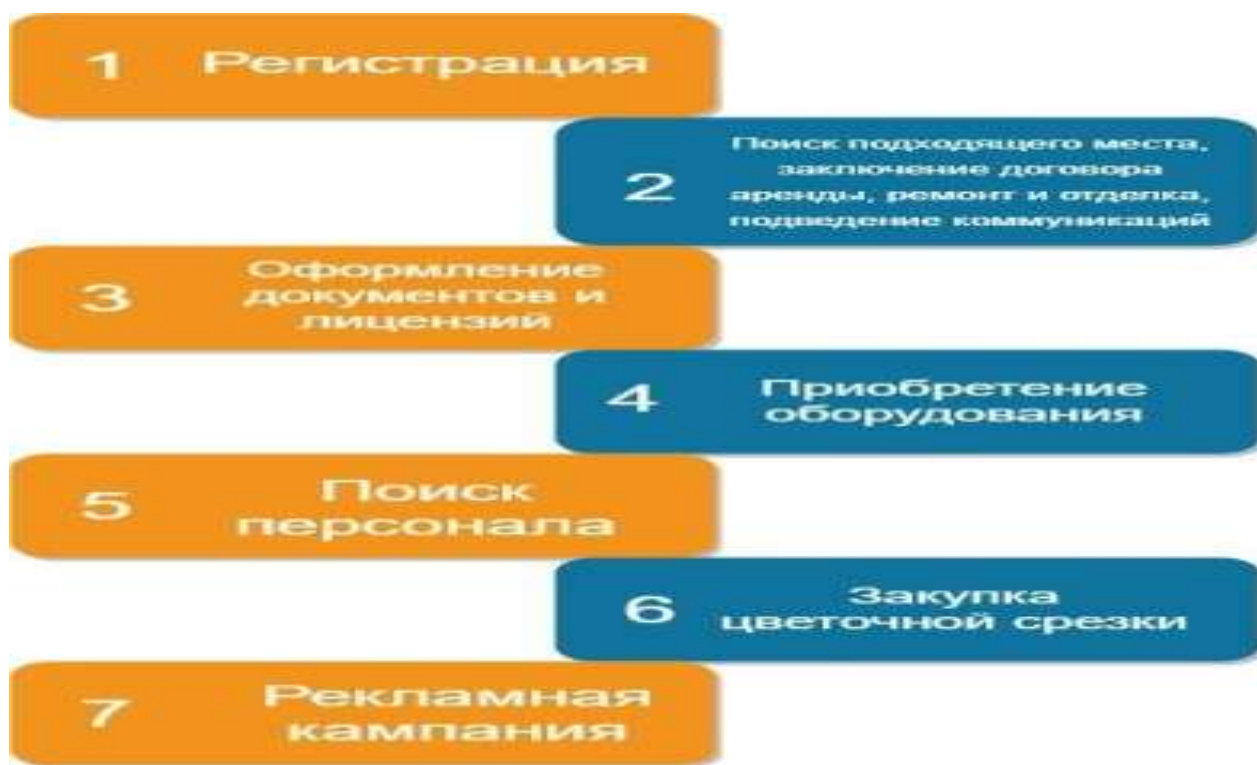 1 Регистрация
2 Поиск подходящего места,
заключение договора
аренды, ремонт и отделка,
подведение коммуникаций
3 Оформление
документов и
лицензий
4 Приобретение
оборудования
5 Поиск
персонала
6 Закупка
цветочной срезки
7 Рекламная
кампания